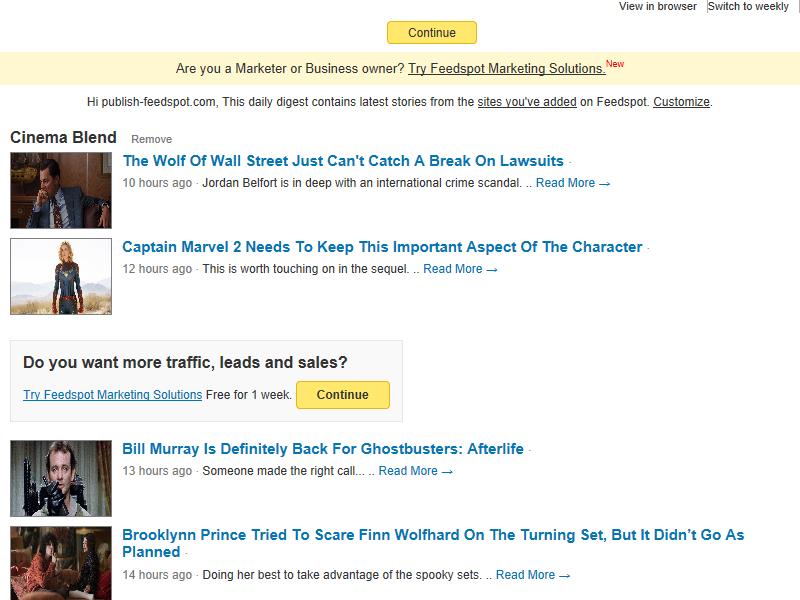 View in browser | Switch to weekly |
Continue
Are you a Marketer or Business owner? Try Feedspot Marketing Solutions. New
Hi publish-feedspot.com, This daily digest contains latest stories from the sites you've added on Feedspot. Customize.
Cinema Blend Remove
The Wolf Of Wall Street Just Can't Catch A Break On Lawsuits ·
10 hours ago · Jordan Belfort is in deep with an international crime scandal. .. Read More →
Captain Marvel 2 Needs To Keep This Important Aspect Of The Character ·
12 hours ago · This is worth touching on in the sequel. .. Read More →
Do you want more traffic, leads and sales?
Try Feedspot Marketing Solutions Free for 1 week. Continue
Bill Murray Is Definitely Back For Ghostbusters: Afterlife ·
13 hours ago · Someone made the right call... .. Read More →
Brooklynn Prince Tried To Scare Finn Wolfhard On The Turning Set, But It Didn’t Go As
Planned ·
14 hours ago · Doing her best to take advantage of the spooky sets. .. Read More →